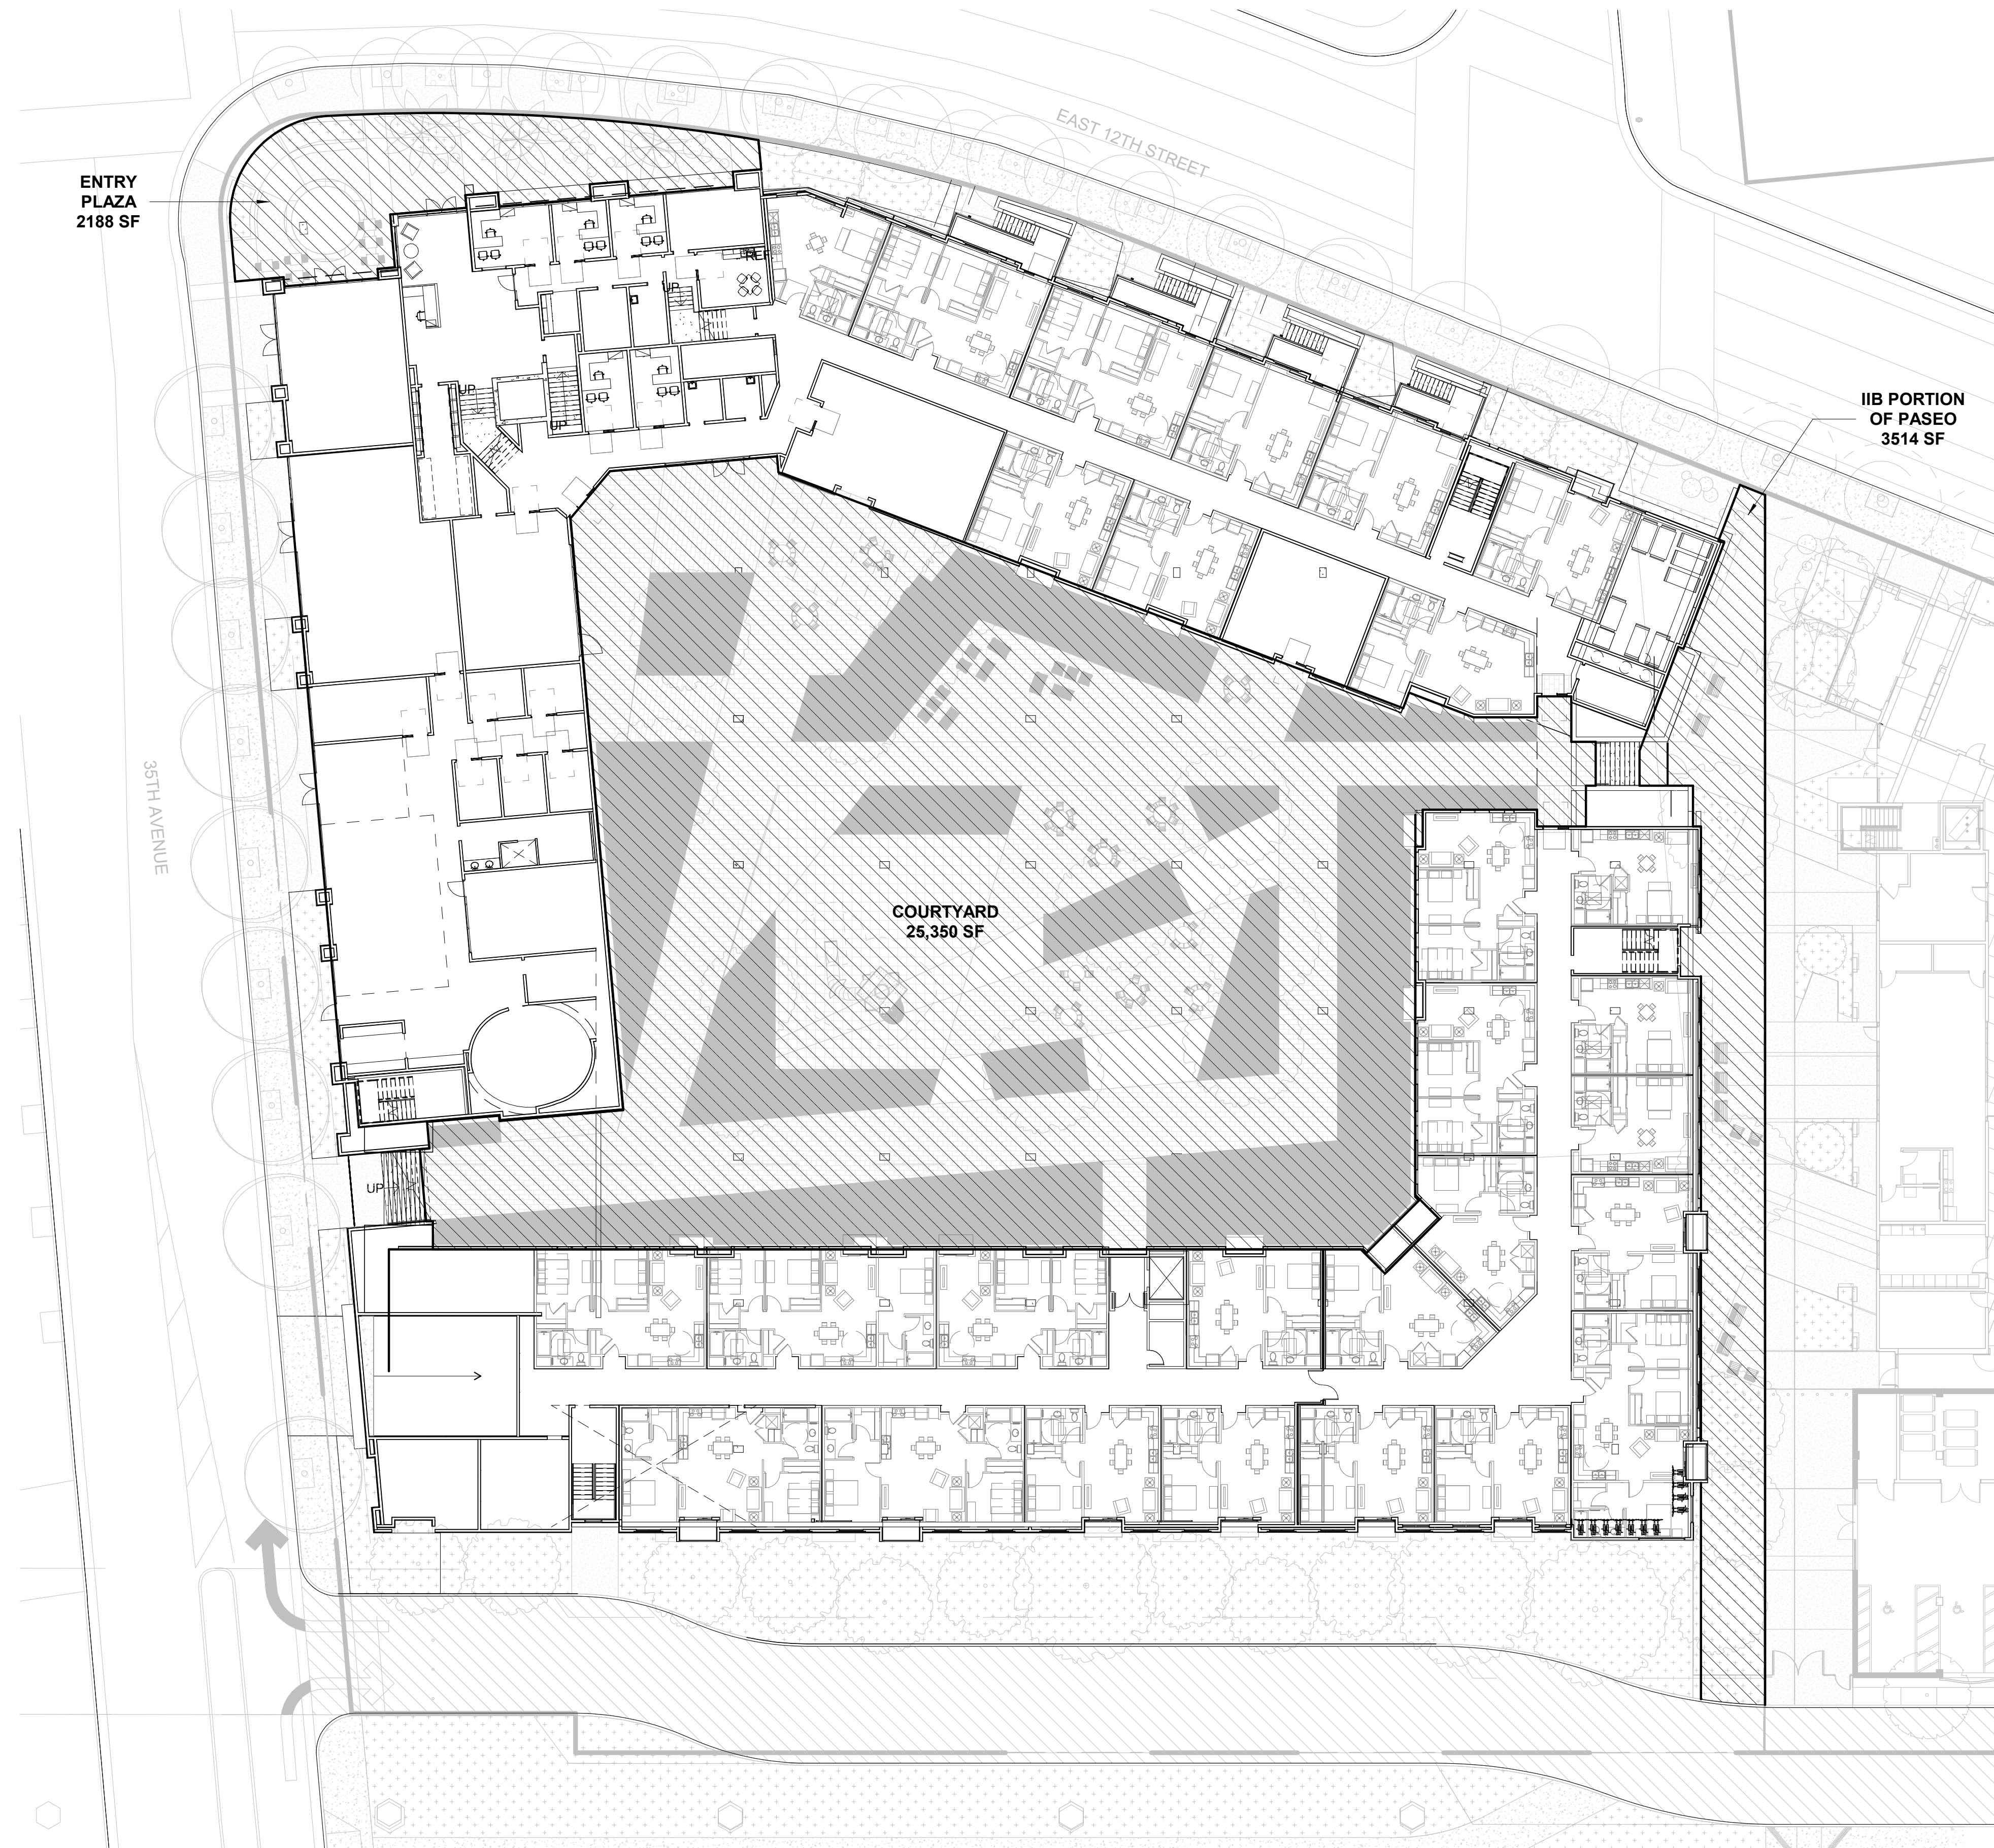 EAST 12TH STREET
ENTRY
PLAZA
2188 SF
REF
UP
UP
UP
IIB PORTION
OF PASEO
3514 SF
35TH AVENUE
COURTYARD
25,350 SF
UP